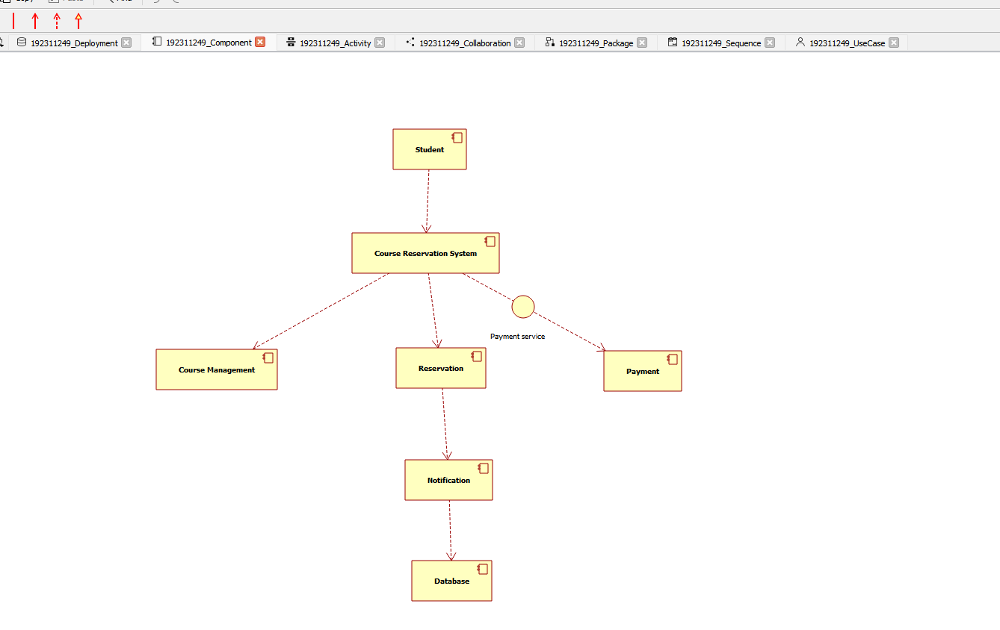 192311249_Deployment 192311249_Component 192311249_Activity 192311249_Collaboration 192311249_Package 192311249_Sequence 192311249_UseCase
Student
Course Reservation System
Payment service
Course Management
Reservation
Payment
Notification
Database